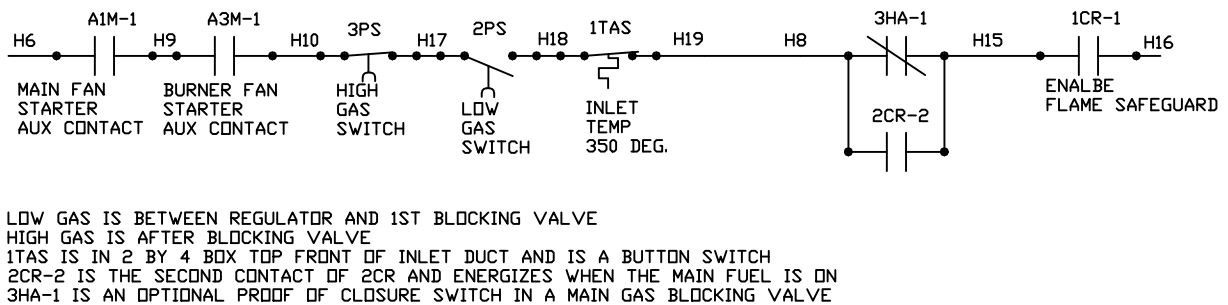 A1M-1 A3M-1 3PS 2PS 1TAS 3HA-1 1CR-1
H6 H9 H10 H17 H18 H19 H8 H15 H16
MAIN FAN
STARTER
AUX CONTACT
BURNER FAN
STARTER
AUX CONTACT
HIGH
GAS
SWITCH
LOW
GAS
SWITCH
INLET
TEMP
350 DEG.
2CR-2
ENALBE
FLAME SAFEGUARD
LOW GAS IS BETWEEN REGULATOR AND 1ST BLOCKING VALVE
HIGH GAS IS AFTER BLOCKING VALVE
1TAS IS IN 2 BY 4 BOX TOP FRONT OF INLET DUCT AND IS A BUTTON SWITCH
2CR-2 IS THE SECOND CONTACT OF 2CR AND ENERGIZES WHEN THE MAIN FUEL IS ON
3HA-1 IS AN OPTIONAL PROOF OF CLOSURE SWITCH IN A MAIN GAS BLOCKING VALVE